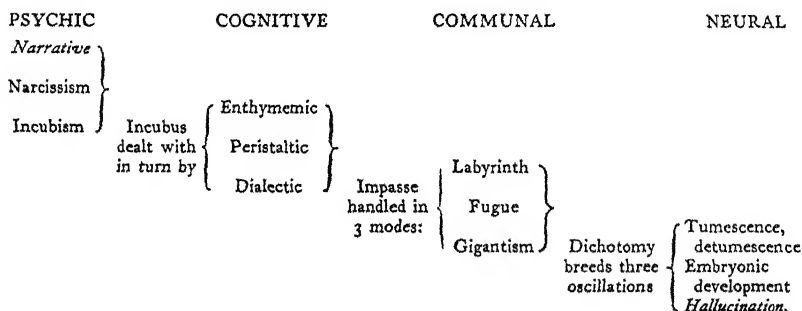 PSYCHIC COGNITIVE COMMUNAL NEURAL
Narrative
Narcissism
Incubism
Incubus
dealt with
in turn by
Enthymemic
Peristaltic
Dialectic
Impasse
handled in
3 modes:
Labyrinth
Fugue
Gigantism
Dichotomy
breeds three
oscillations
Tumescence,
detumescence
Embryonic
development
Hallucination,